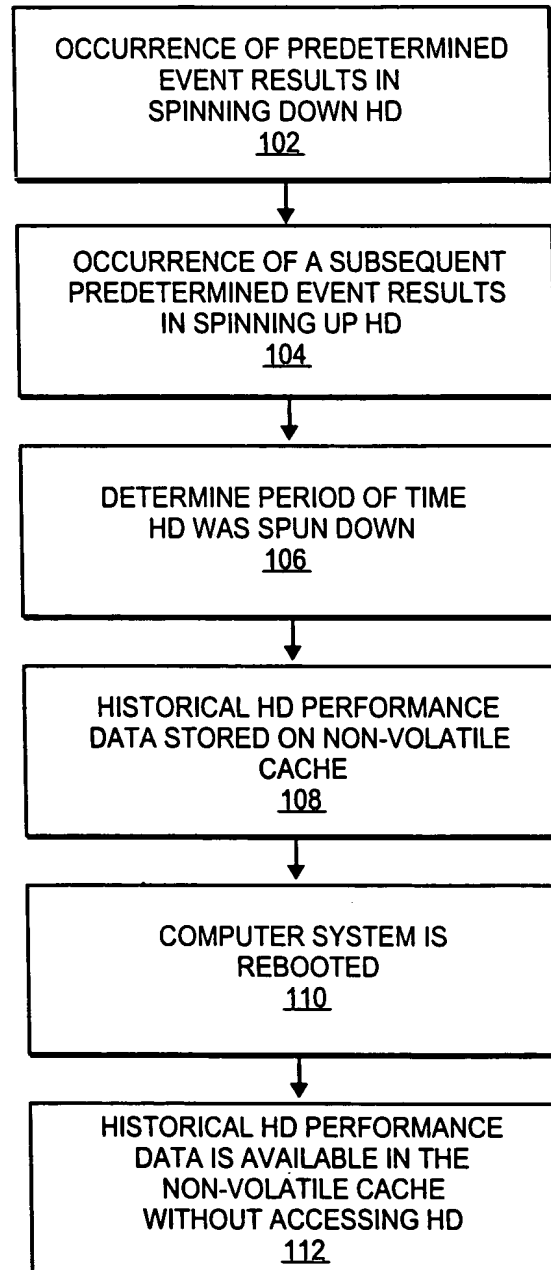 OCCURRENCE OF PREDETERMINED
EVENT RESULTS IN
SPINNING DOWN HD
102
OCCURRENCE OF A SUBSEQUENT
PREDETERMINED EVENT RESULTS
IN SPINNING UP HD
104
DETERMINE PERIOD OF TIME
HD WAS SPUN DOWN
106
HISTORICAL HD PERFORMANCE
DATA STORED ON NON-VOLATILE
CACHE
108
COMPUTER SYSTEM IS
REBOOTED
110
HISTORICAL HD PERFORMANCE
DATA IS AVAILABLE IN THE
NON-VOLATILE CACHE
WITHOUT ACCESSING HD
112